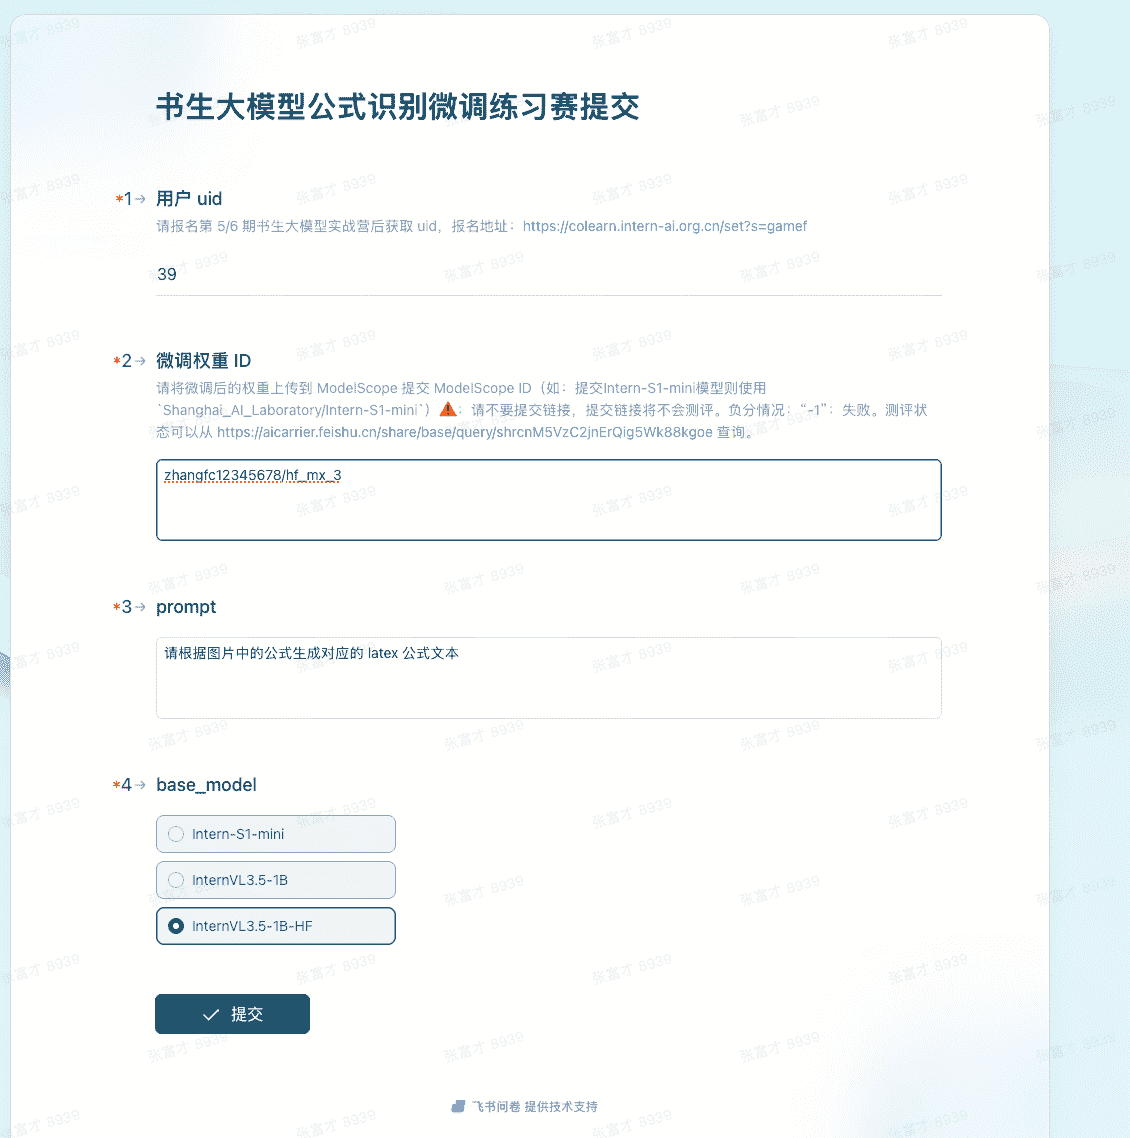 书生大模型公式识别微调练习赛提交
*1→ 用户 uid
请报名第 5/6 期书生大模型实战营后获取 uid，报名地址：https://colearn.intern-ai.org.cn/set?s=gamef
39
*2→ 微调权重 ID
请将微调后的权重上传到 ModelScope 提交 ModelScope ID（如：提交Intern-S1-mini模型则使用
`Shanghai_AI_Laboratory/Intern-S1-mini`）⚠️：请不要提交链接，提交链接将不会测评。负分情况：“-1”：失败。测评状
态可以从 https://aicarrier.feishu.cn/share/base/query/shrcnM5VzC2jnErQig5Wk88kgoe 查询。
zhangfc12345678/hf_mx_3
*3→ prompt
请根据图片中的公式生成对应的 latex 公式文本
*4→ base_model
Intern-S1-mini
InternVL3.5-1B
InternVL3.5-1B-HF
提交
飞书问卷 提供技术支持
张富才 8939